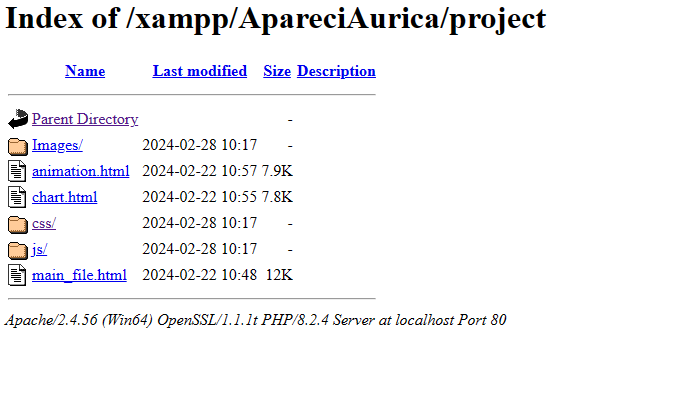 Index of /xampp/ApareciAurica/project
Name Last modified Size Description
Parent Directory -
Images/ 2024-02-28 10:17 -
animation.html 2024-02-22 10:57 7.9K
chart.html 2024-02-22 10:55 7.8K
css/ 2024-02-28 10:17 -
js/ 2024-02-28 10:17 -
main_file.html 2024-02-22 10:48 12K
Apache/2.4.56 (Win64) OpenSSL/1.1.1t PHP/8.2.4 Server at localhost Port 80